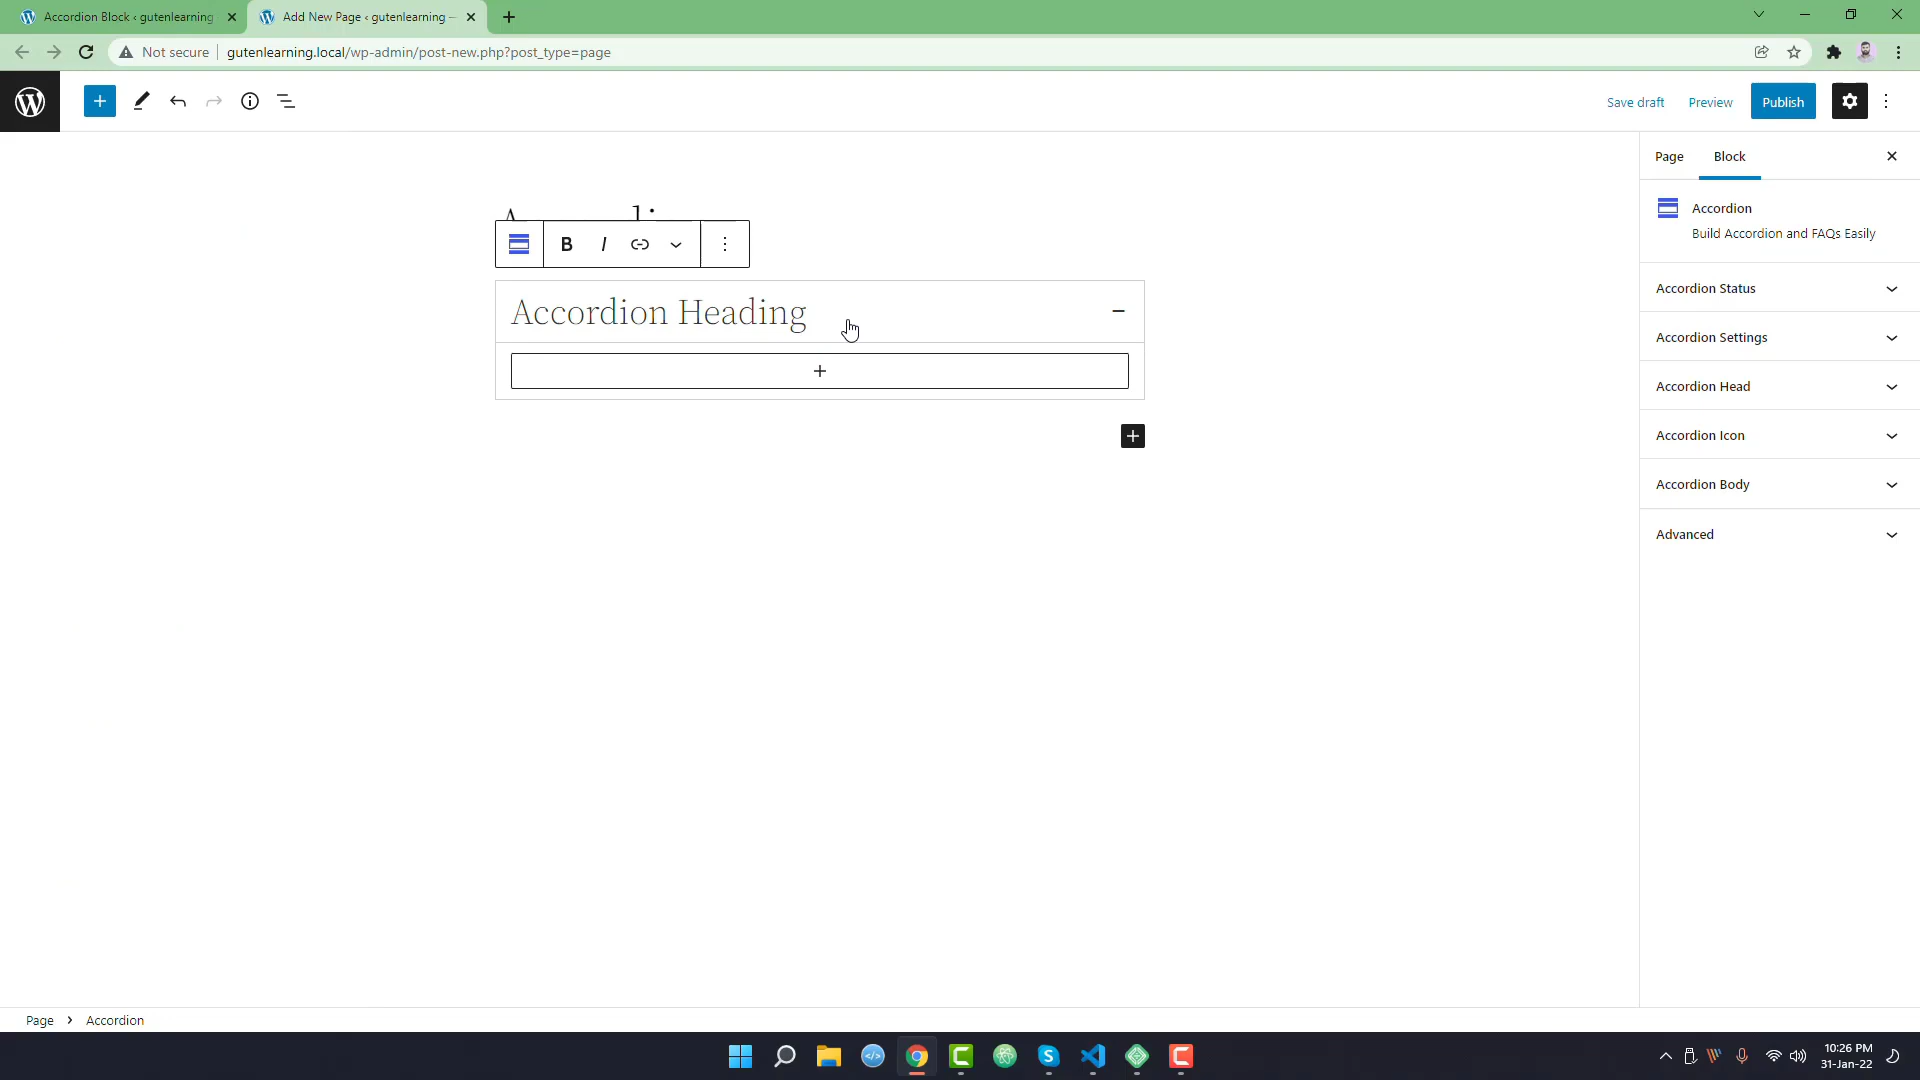 Accordion Block ‹ gutenlearning
Add New Page ‹ gutenlearning —
Not secure
gutenlearning.local/wp-admin/post-new.php?post_type=page
Save draft
Preview
Publish
Page
Block
Accordion
Build Accordion and FAQs Easily
B
I
Accordion Heading
Accordion Status
Accordion Settings
Accordion Head
Accordion Icon
Accordion Body
Advanced
Page
Accordion
10:26 PM
31-Jan-22